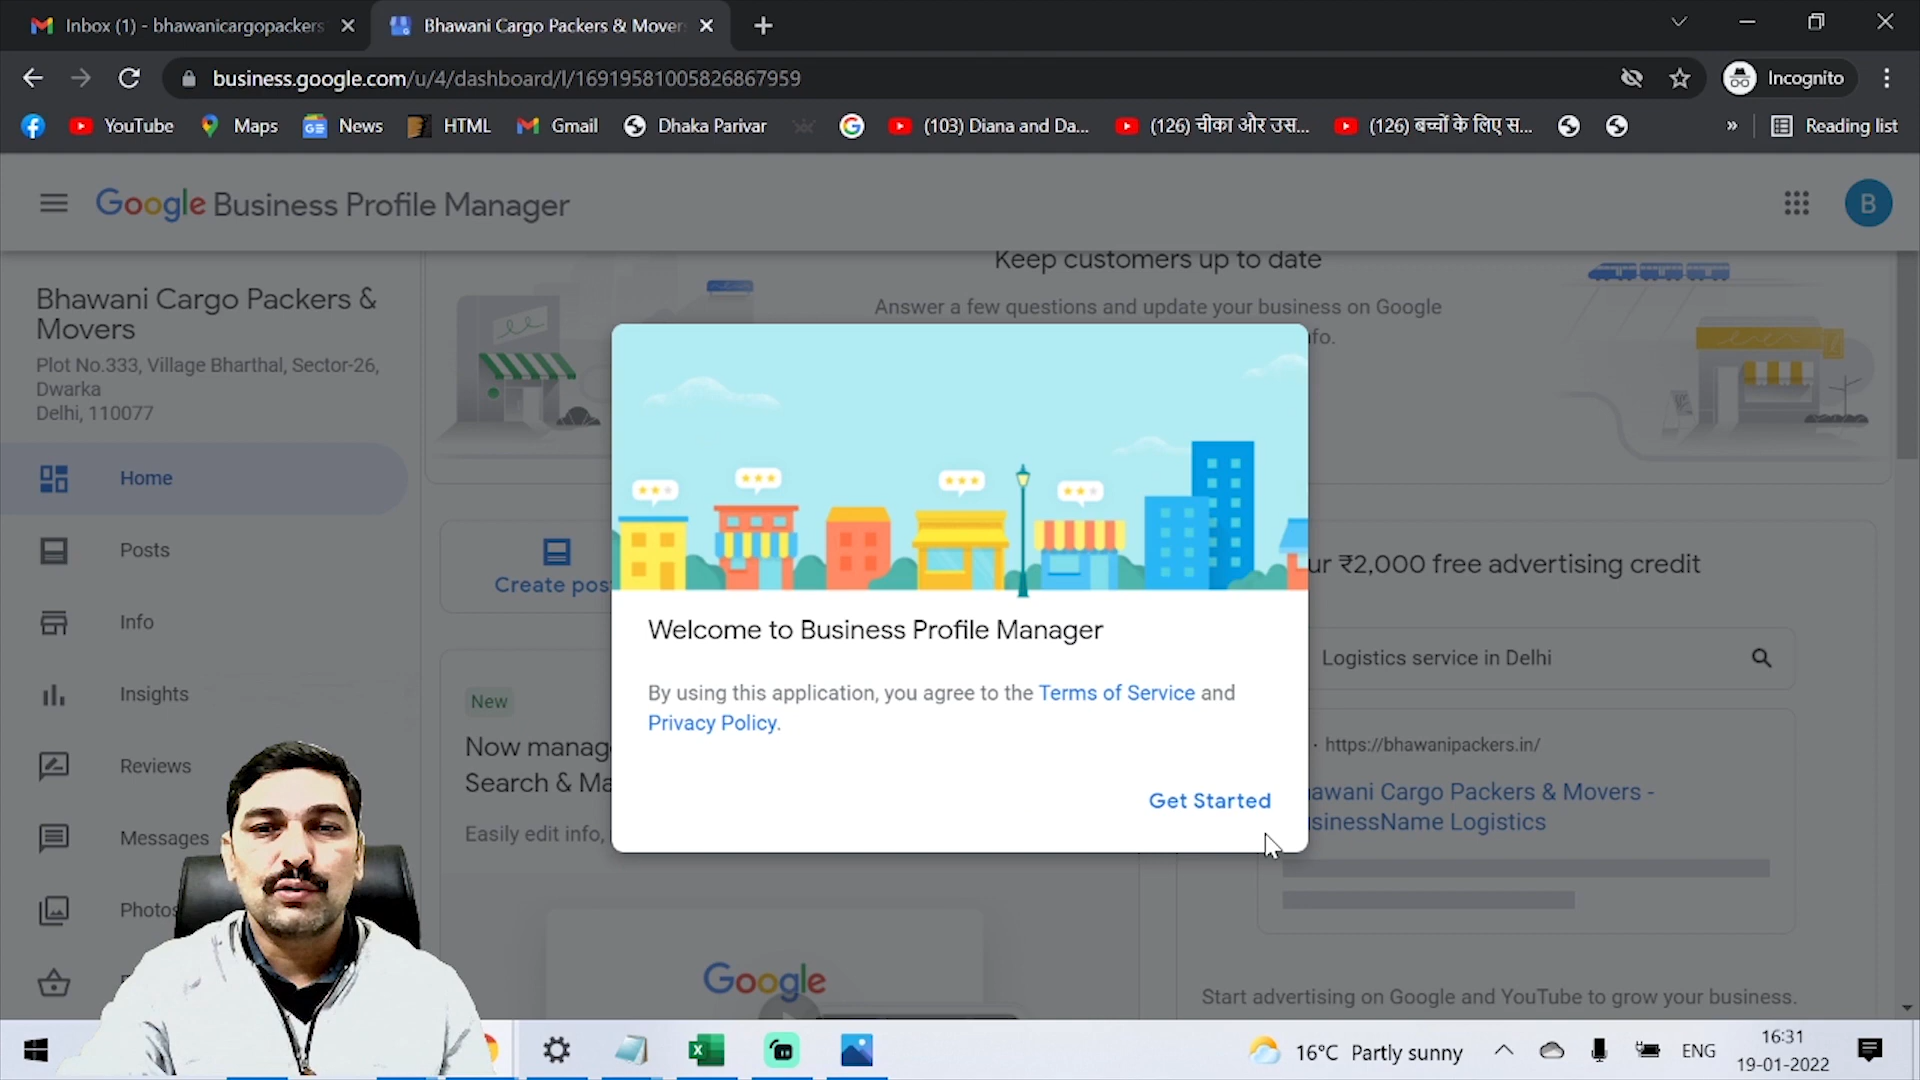 Inbox (1) - bhawanicargopackers
Bhawani Cargo Packers & Mover
business.google.com/u/4/dashboard/l/16919581005826867959
Incognito
YouTube
Maps
News
HTML
Gmail
Dhaka Parivar
(103) Diana and Da...
(126) चीका और उस...
(126) बच्चों के लिए स...
»
Reading list
Google Business Profile Manager
B
Bhawani Cargo Packers &
Movers
Plot No.333, Village Bharthal, Sector-26,
Dwarka
Delhi, 110077
Home
Posts
Info
Insights
Reviews
Messages
Photos
Keep customers up to date
Answer a few questions and update your business on Google
nfo.
Create pos
New
Now manag
Search & Ma
Easily edit info,
Google
Welcome to Business Profile Manager
By using this application, you agree to the Terms of Service and
Privacy Policy.
Get Started
ur ₹2,000 free advertising credit
Logistics service in Delhi
· https://bhawanipackers.in/
awani Cargo Packers & Movers -
sinessName Logistics
Start advertising on Google and YouTube to grow your business.
16°C Partly sunny
ENG
16:31
19-01-2022